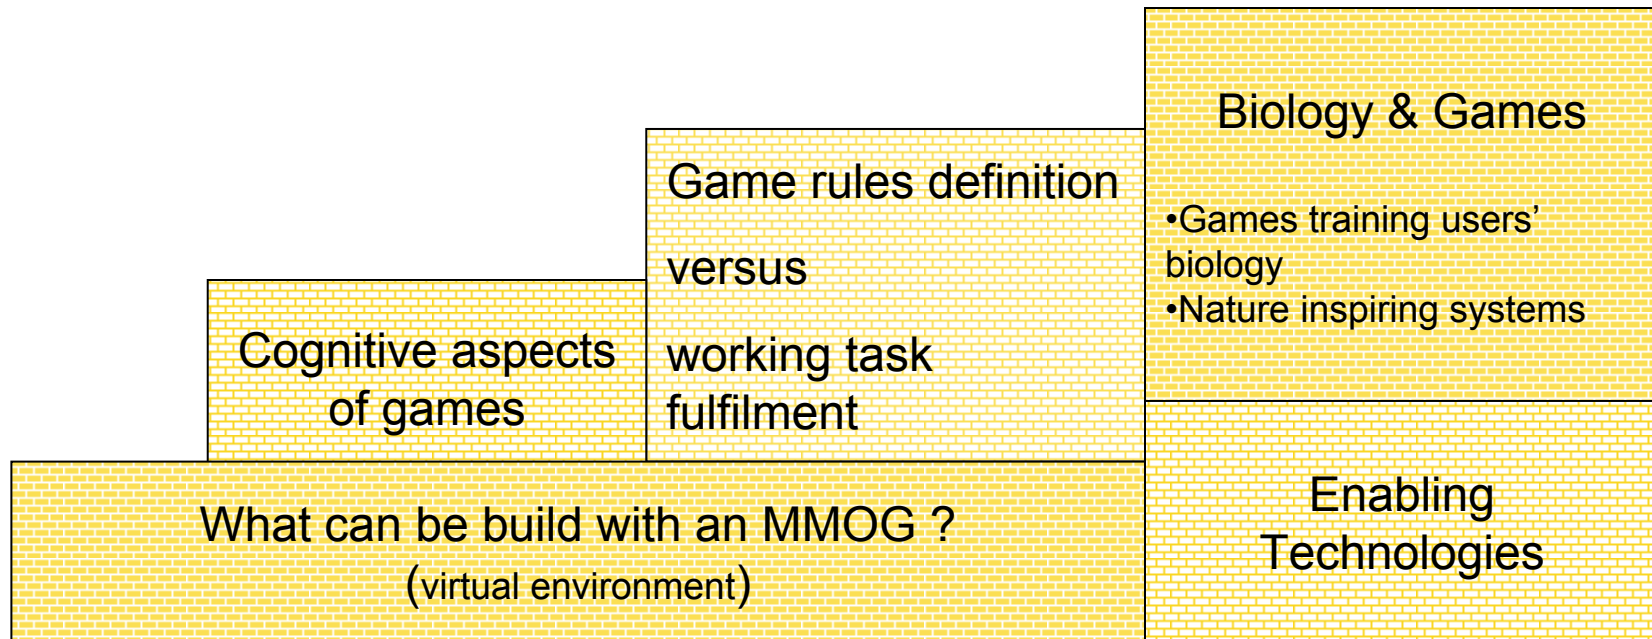 Biology & Games
•Games training users’
biology
•Nature inspiring systems
Game rules definition
versus
working task
fulfilment
Cognitive aspects
of games
What can be build with an MMOG ?
(virtual environment)
Enabling
Technologies